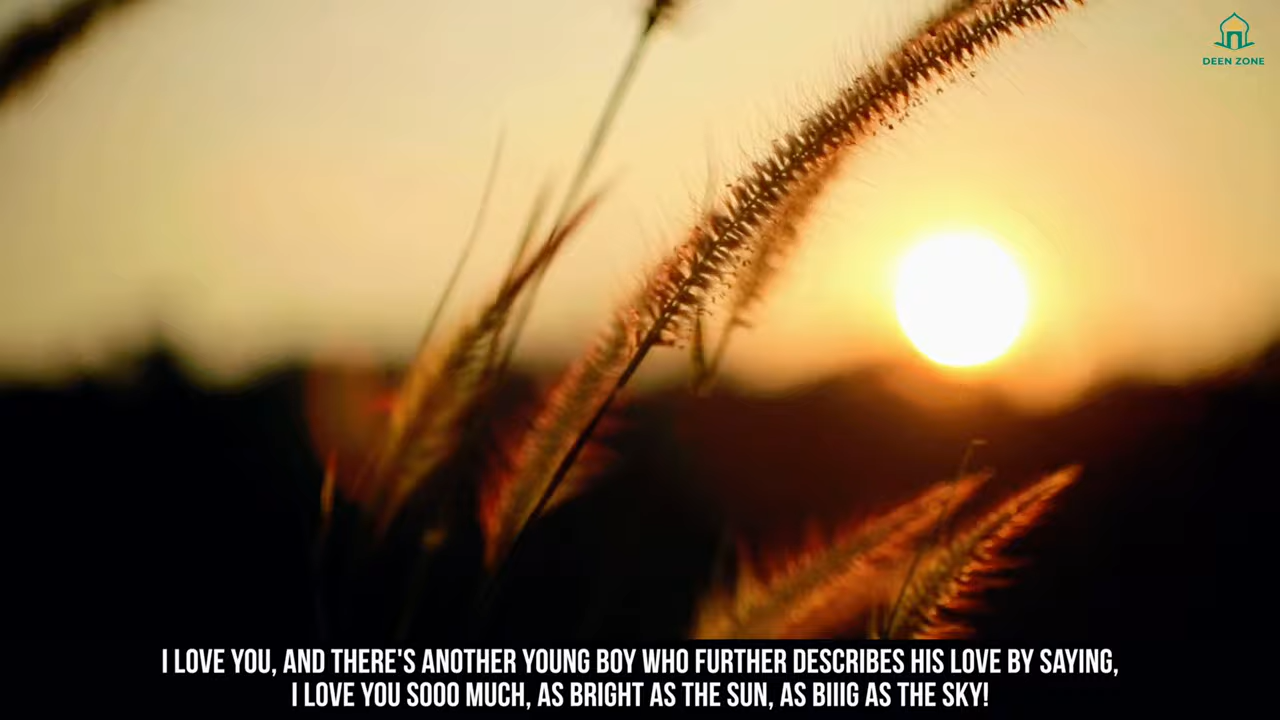 DEEN ZONE
I LOVE YOU, AND THERE'S ANOTHER YOUNG BOY WHO FURTHER DESCRIBES HIS LOVE BY SAYING,
I LOVE YOU SOOO MUCH, AS BRIGHT AS THE SUN, AS BIIIG AS THE SKY!